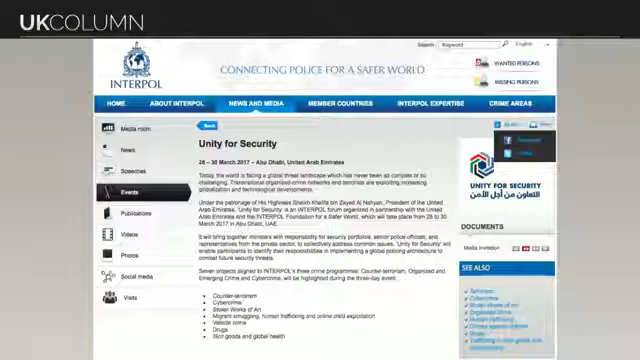 UKCOLUMN
Search: Keyword English
WANTED PERSONS
INTERPOL
CONNECTING POLICE FOR A SAFER WORLD
MISSING PERSONS
HOME ABOUT INTERPOL NEWS AND MEDIA MEMBER COUNTRIES INTERPOL EXPERTISE CRIME AREAS
Media room
News
Speeches
Events
Publications
Videos
Photos
Social media
Visits
Back
Unity for Security
28 – 30 March 2017 – Abu Dhabi, United Arab Emirates
Today, the world is facing a global threat landscape which has never been so complex or so
challenging. Transnational organized crime networks and terrorists are exploiting increasing
globalization and technological developments.
Under the patronage of His Highness Sheikh Khalifa bin Zayed Al Nahyan, President of the United
Arab Emirates, 'Unity for Security' is an INTERPOL forum organized in partnership with the United
Arab Emirates and the INTERPOL Foundation for a Safer World, which will take place from 28 to 30
March 2017 in Abu Dhabi, UAE.
It will bring together ministers with responsibility for security portfolios, senior police officials, and
representatives from the private sector, to collectively address common issues. 'Unity for Security' will
enable participants to identify their responsibilities in implementing a global policing architecture to
combat future security threats.
Seven projects aligned to INTERPOL's three crime programmes: Counter-terrorism, Organized and
Emerging Crime and Cybercrime, will be highlighted during the three-day event:
Counter-terrorism
Cybercrime
Stolen Works of Art
Migrant smuggling, human trafficking and online child exploitation
Vehicle crime
Drugs
Illicit goods and global health
UNITY FOR SECURITY
التعاون من أجل الأمن
DOCUMENTS
Media invitation
SEE ALSO
Terrorism
Cybercrime
Stolen Works of Art
Organized crime
Human trafficking
Drugs